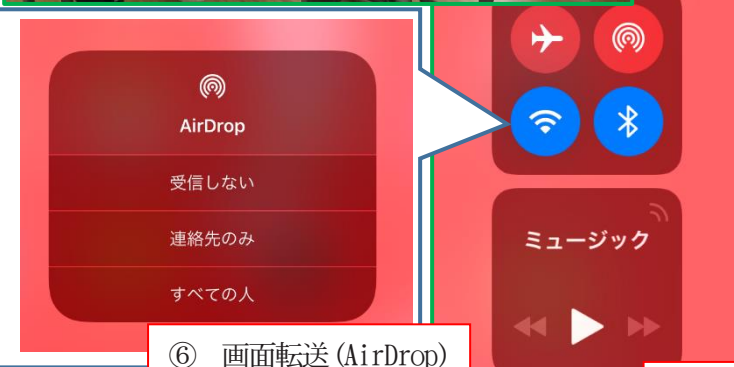 AirDrop
受信しない
連絡先のみ
すべての人
⑥ 画面転送(AirDrop)
ミュージック